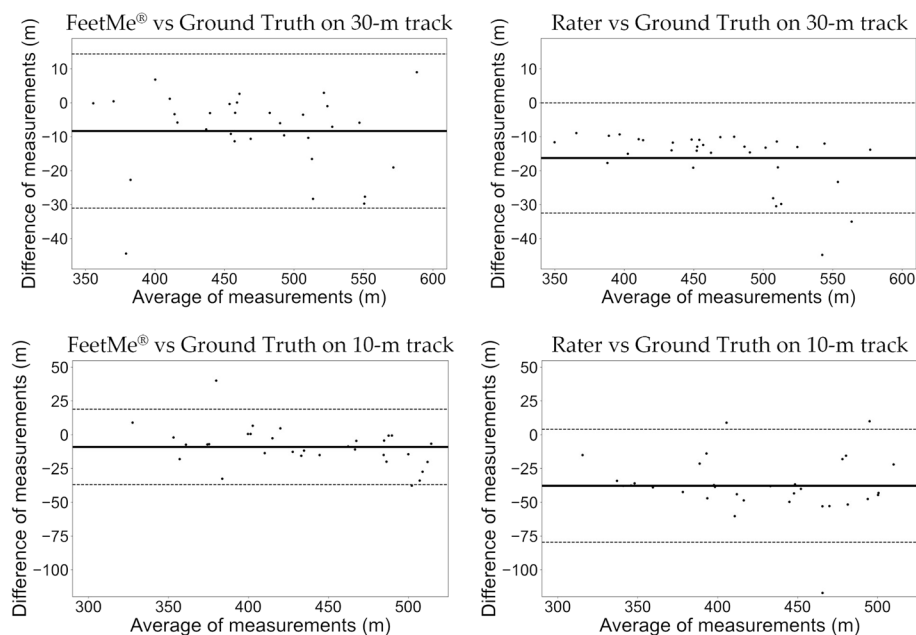 FeetMe® vs Ground Truth on 30-m track
Difference of measurements (m)
10
0
−10
−20
−30
−40
350 400 450 500 550 600
Average of measurements (m)
Rater vs Ground Truth on 30-m track
Difference of measurements (m)
10
0
−10
−20
−30
−40
350 400 450 500 550 600
Average of measurements (m)
FeetMe® vs Ground Truth on 10-m track
Difference of measurements (m)
50
25
0
−25
−50
−75
−100
300 350 400 450 500
Average of measurements (m)
Rater vs Ground Truth on 10-m track
Difference of measurements (m)
50
25
0
−25
−50
−75
−100
300 350 400 450 500
Average of measurements (m)